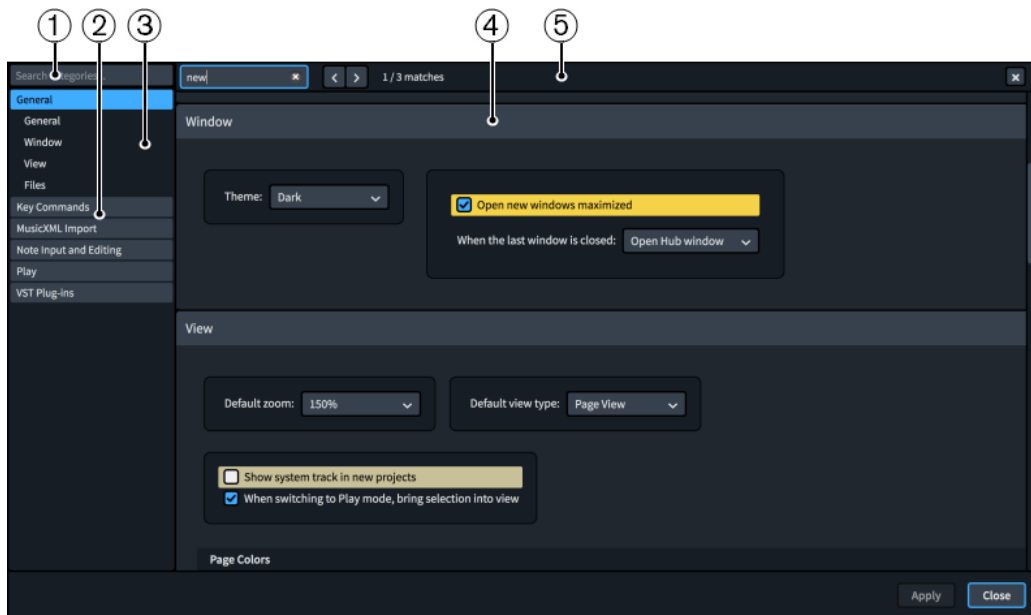 1 2 3 4 5
Search categories...
new
1 / 3 matches
General
General
Window
View
Files
Key Commands
MusicXML Import
Note Input and Editing
Play
VST Plug-ins
Window
Theme: Dark
Open new windows maximized
When the last window is closed: Open Hub window
View
Default zoom: 150%
Default view type: Page View
Show system track in new projects
When switching to Play mode, bring selection into view
Page Colors
Apply
Close